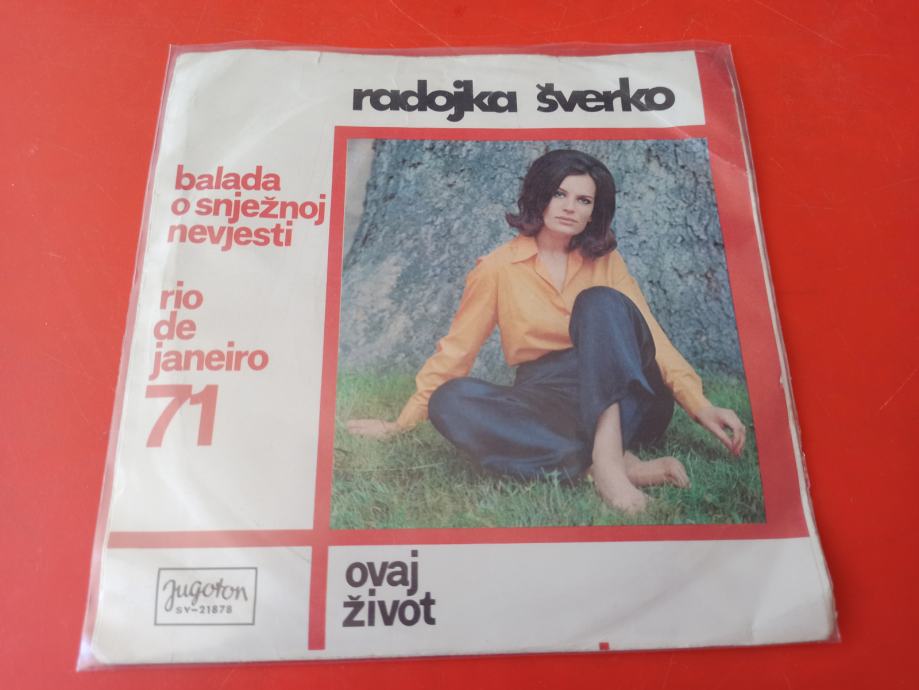 radojka šverko
balada
o snježnoj
nevjesti
rio
de
janeiro
71
Jugoton
SY-21878
ovaj
život